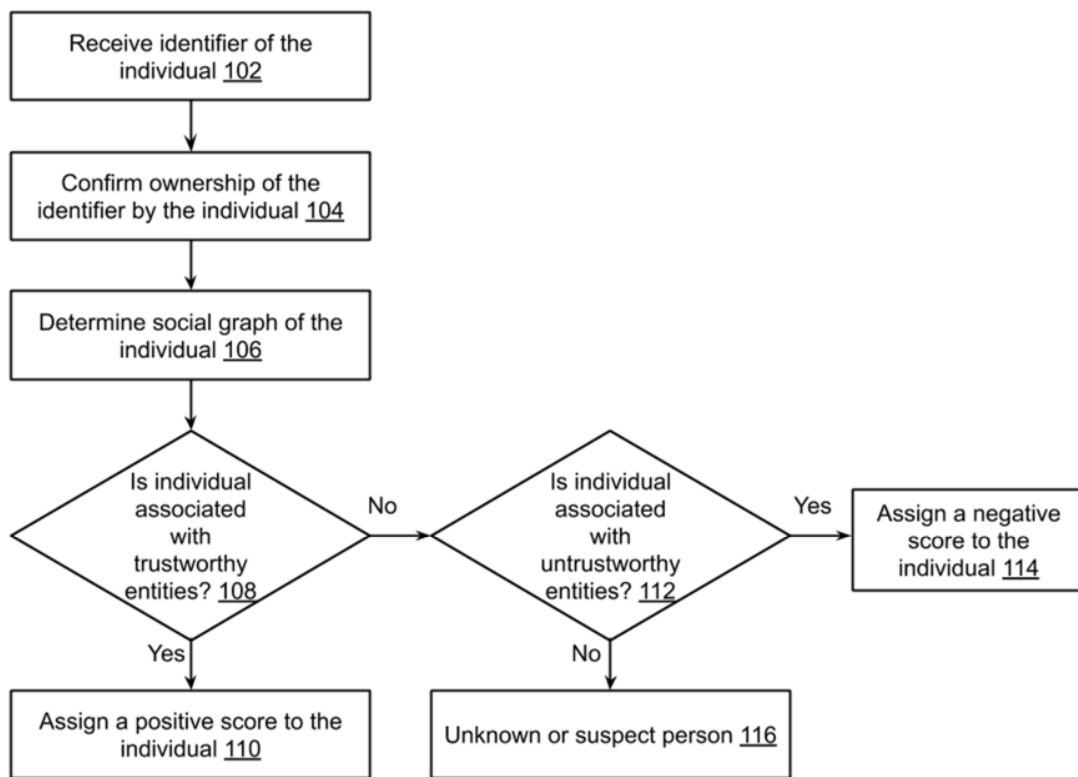 Receive identifier of the
individual 102
Confirm ownership of the
identifier by the individual 104
Determine social graph of the
individual 106
Is individual
associated
with
trustworthy
entities? 108
No
Is individual
associated
with
untrustworthy
entities? 112
Yes
Assign a negative
score to the
individual 114
Yes
No
Assign a positive score to the
individual 110
Unknown or suspect person 116